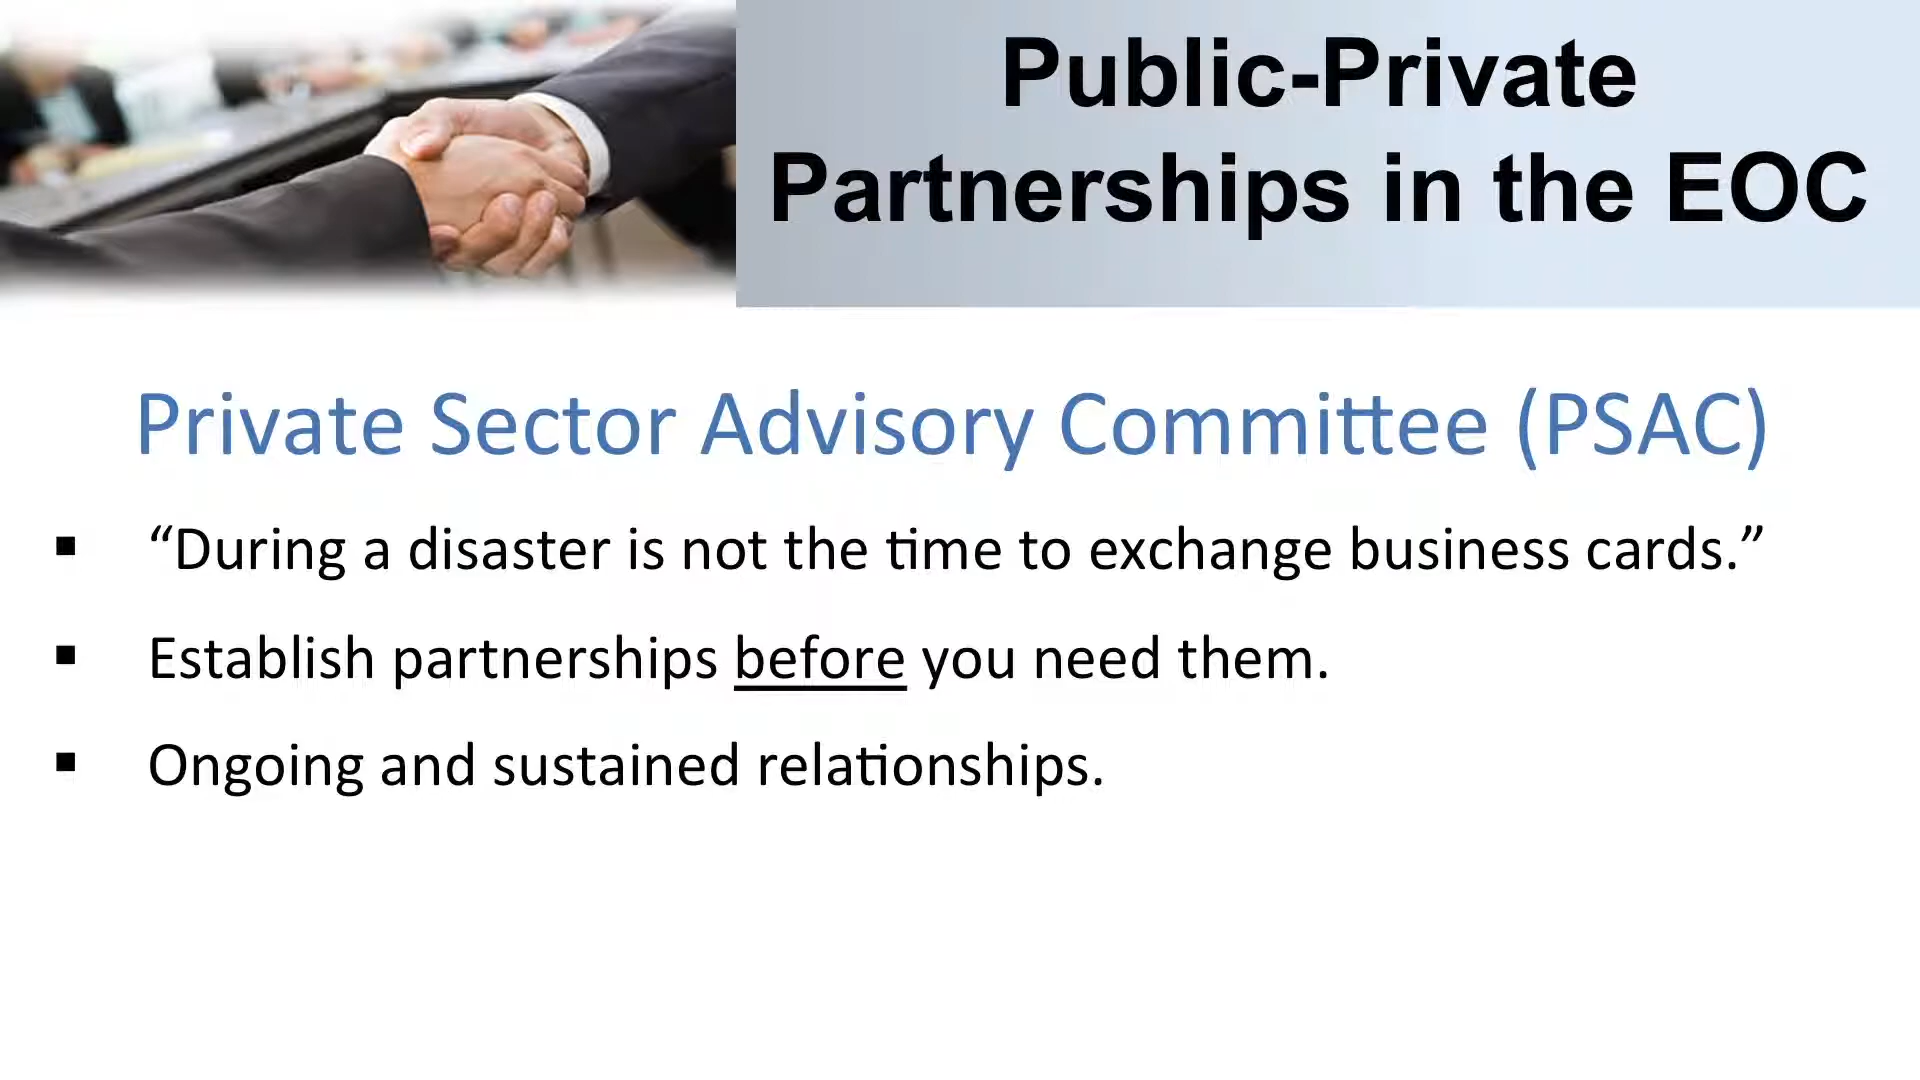 Public-Private
Partnerships in the EOC
Private Sector Advisory Committee (PSAC)
▪ “During a disaster is not the time to exchange business cards.”
▪ Establish partnerships before you need them.
▪ Ongoing and sustained relationships.